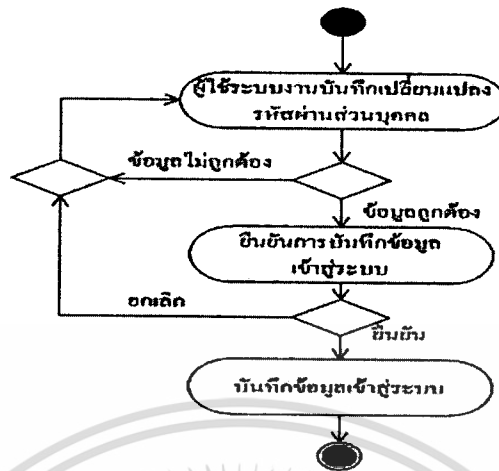 ผู้ใช้ระบบงานบันทึกเปลี่ยนแปลง
รหัสผ่านส่วนบุคคล
ข้อมูลไม่ถูกต้อง
ข้อมูลถูกต้อง
ยืนยันการบันทึกข้อมูล
เข้าสู่ระบบ
ยกเลิก
ยืนยัน
บันทึกข้อมูลเข้าสู่ระบบ